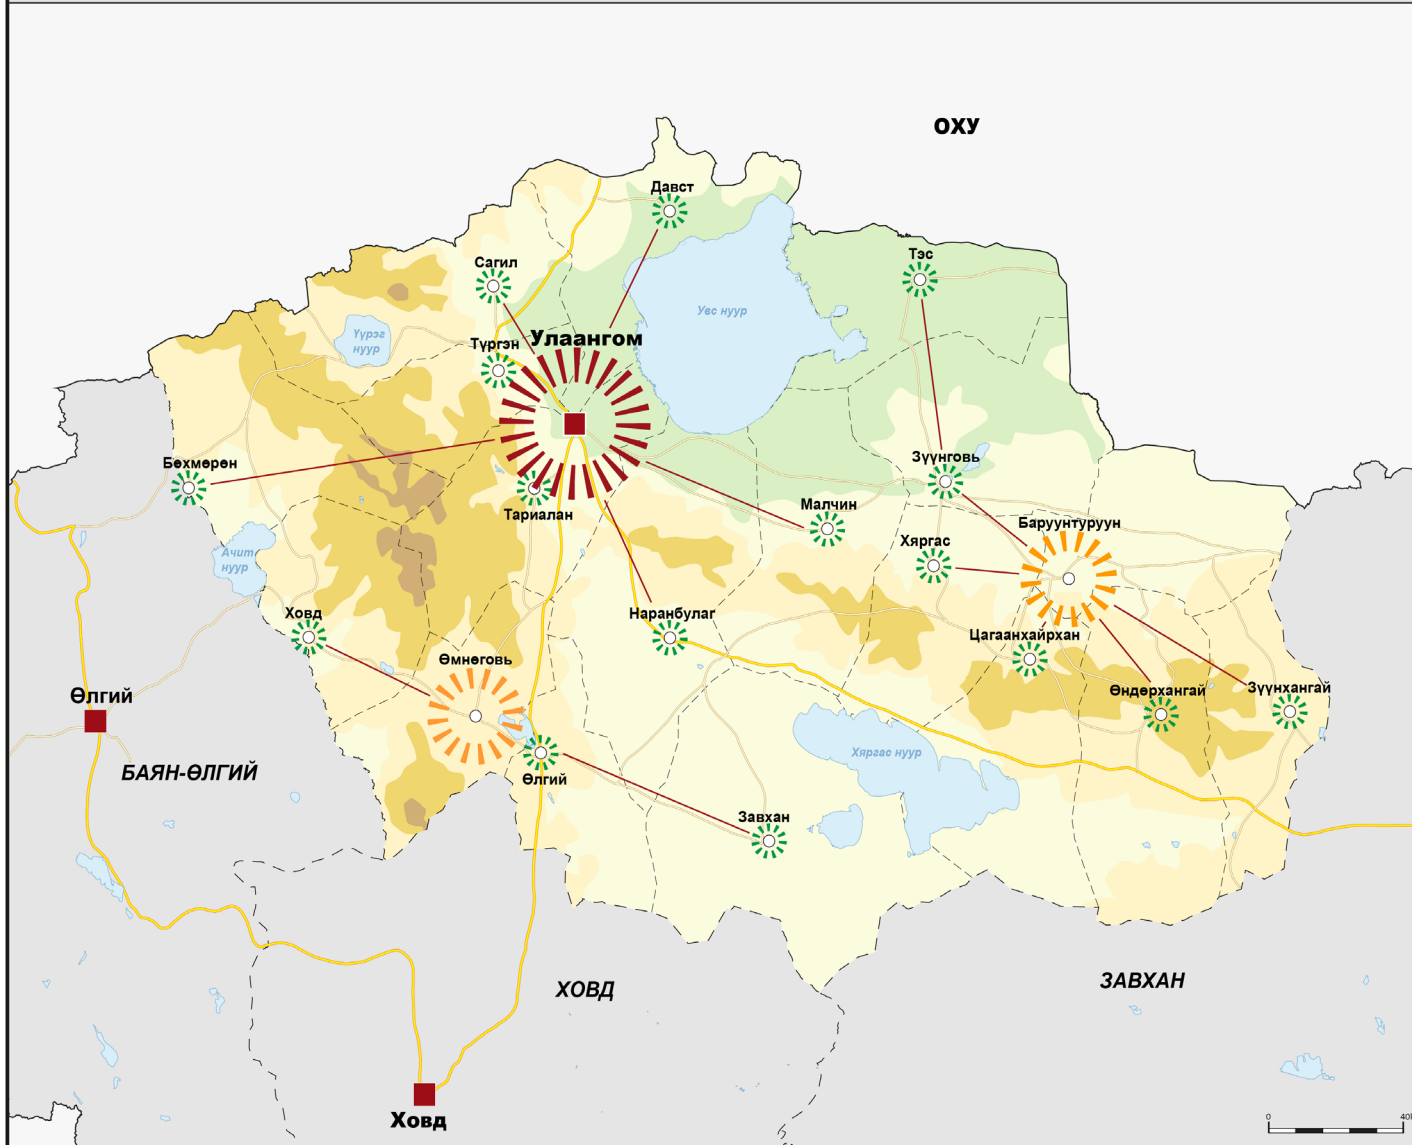 ОХУ
Давст
Тэс
Сагил
Увс нуур
Үүрэг
нуур
Улаангом
Түргэн
Бөхмөрөн
Зүүнговь
Малчин
Тариалан
Баруунтуруун
Хяргас
Ачит
нуур
Ховд
Наранбулаг
Цагаанхайрхан
Өмнөговь
Өндөрхангай
Зүүнхангай
Өлгий
Хяргас нуур
БАЯН-ӨЛГИЙ
Өлгий
Завхан
ХОВД
ЗАВХАН
Ховд
0